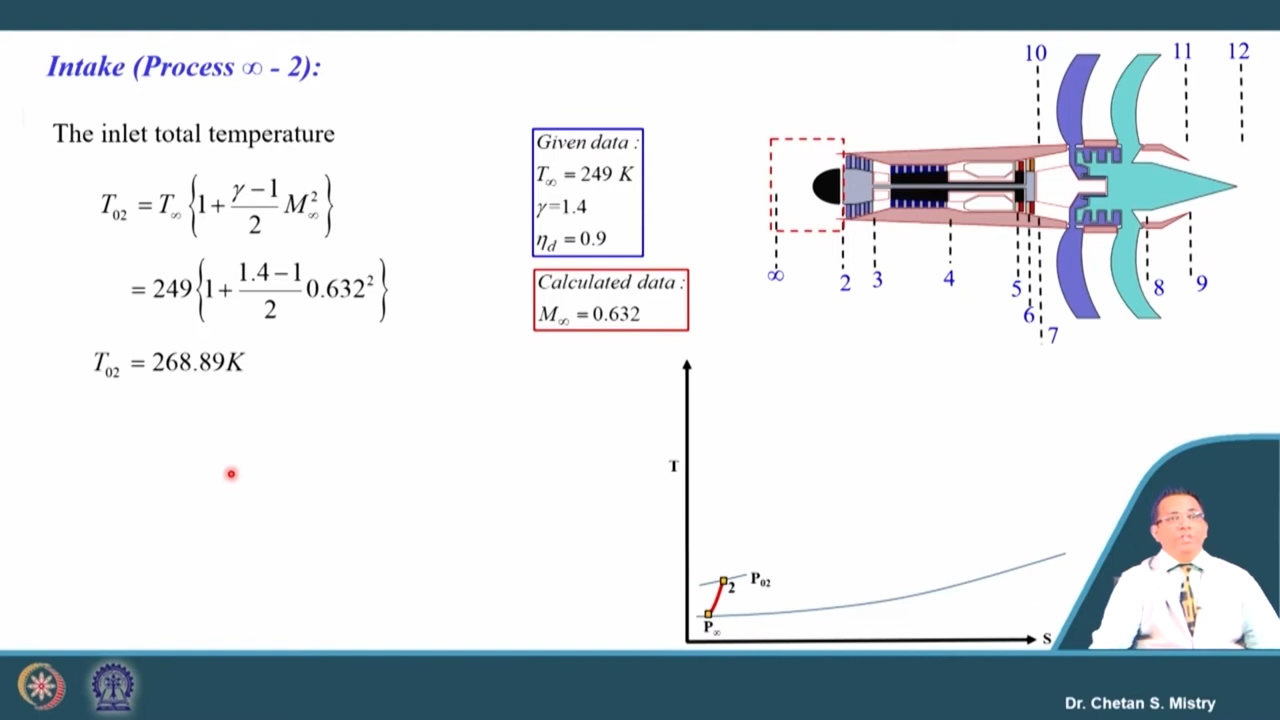 Intake (Process ∞ - 2):
The inlet total temperature
T₀₂ = T∞ {1 + (γ − 1)/2 M∞²}
= 249 {1 + (1.4 − 1)/2 0.632²}
T₀₂ = 268.89K
Given data :
T∞ = 249 K
γ=1.4
η_d = 0.9
Calculated data :
M∞ = 0.632
10
11
12
∞
2
3
4
5
6
7
8
9
T
2
P₀₂
P∞
S
Dr. Chetan S. Mistry